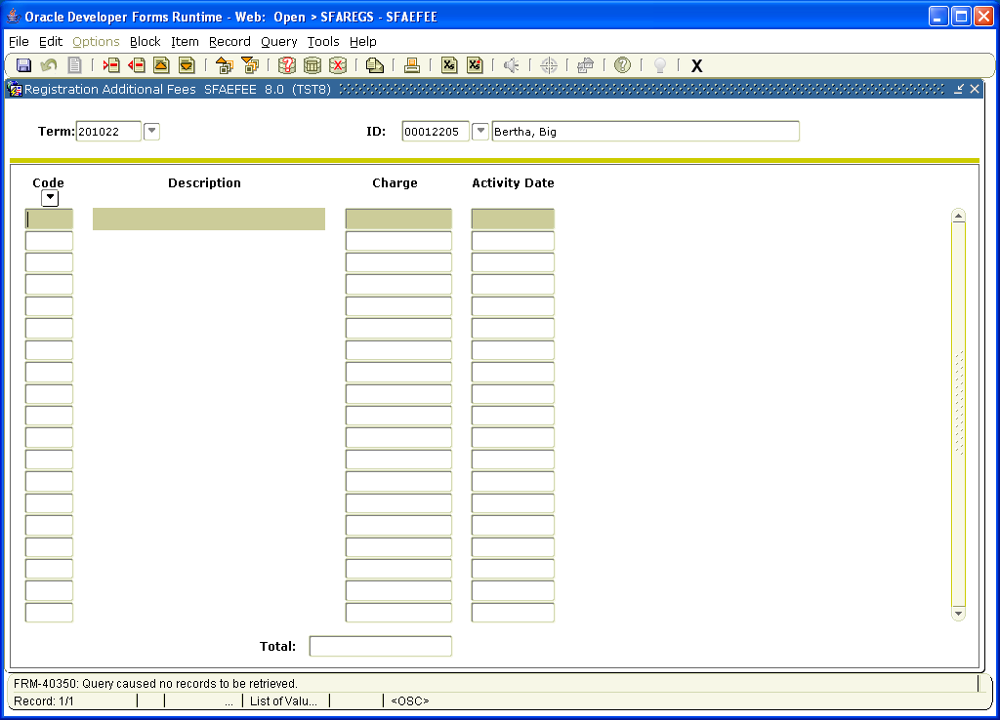 Oracle Developer Forms Runtime - Web: Open > SFAREGS - SFAEFEE
File Edit Options Block Item Record Query Tools Help
X
Registration Additional Fees SFAEFEE 8.0 (TST8)
Term: 201022 ID: 00012205 Bertha, Big
Code Description Charge Activity Date
Total:
FRM-40350: Query caused no records to be retrieved.
Record: 1/1 ... List of Valu... <OSC>